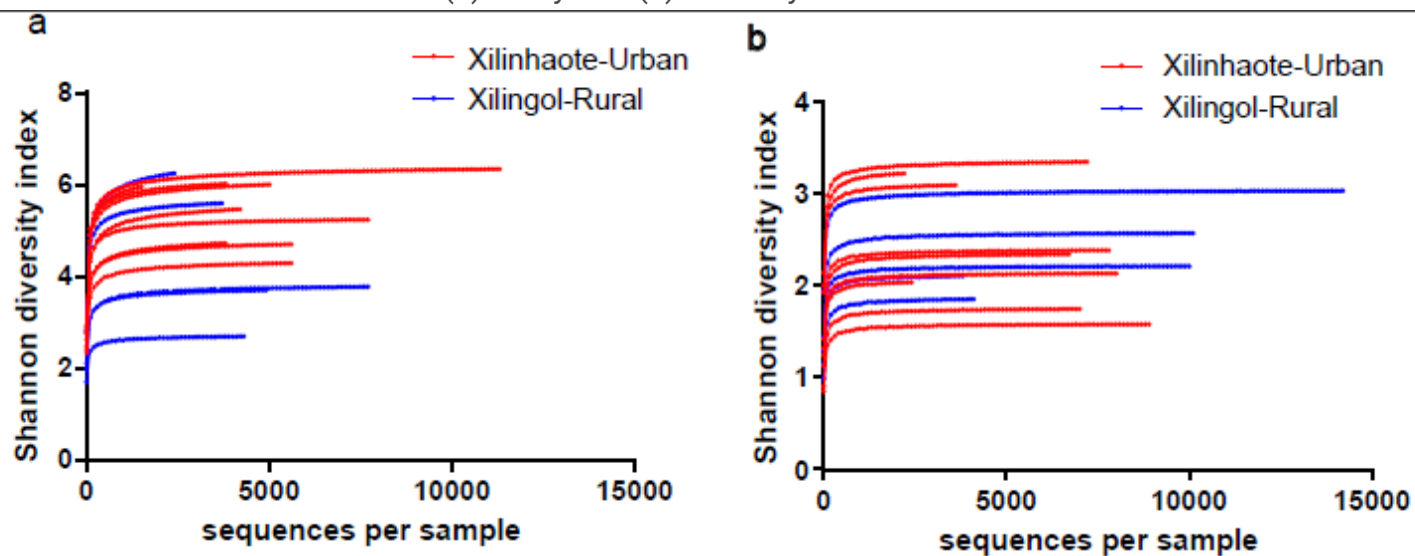 a
Xilinhaote-Urban
Xilingol-Rural
Shannon diversity index
8
6
4
2
0
0 5000 10000 15000
sequences per sample
b
Xilinhaote-Urban
Xilingol-Rural
Shannon diversity index
4
3
2
1
0
0 5000 10000 15000
sequences per sample